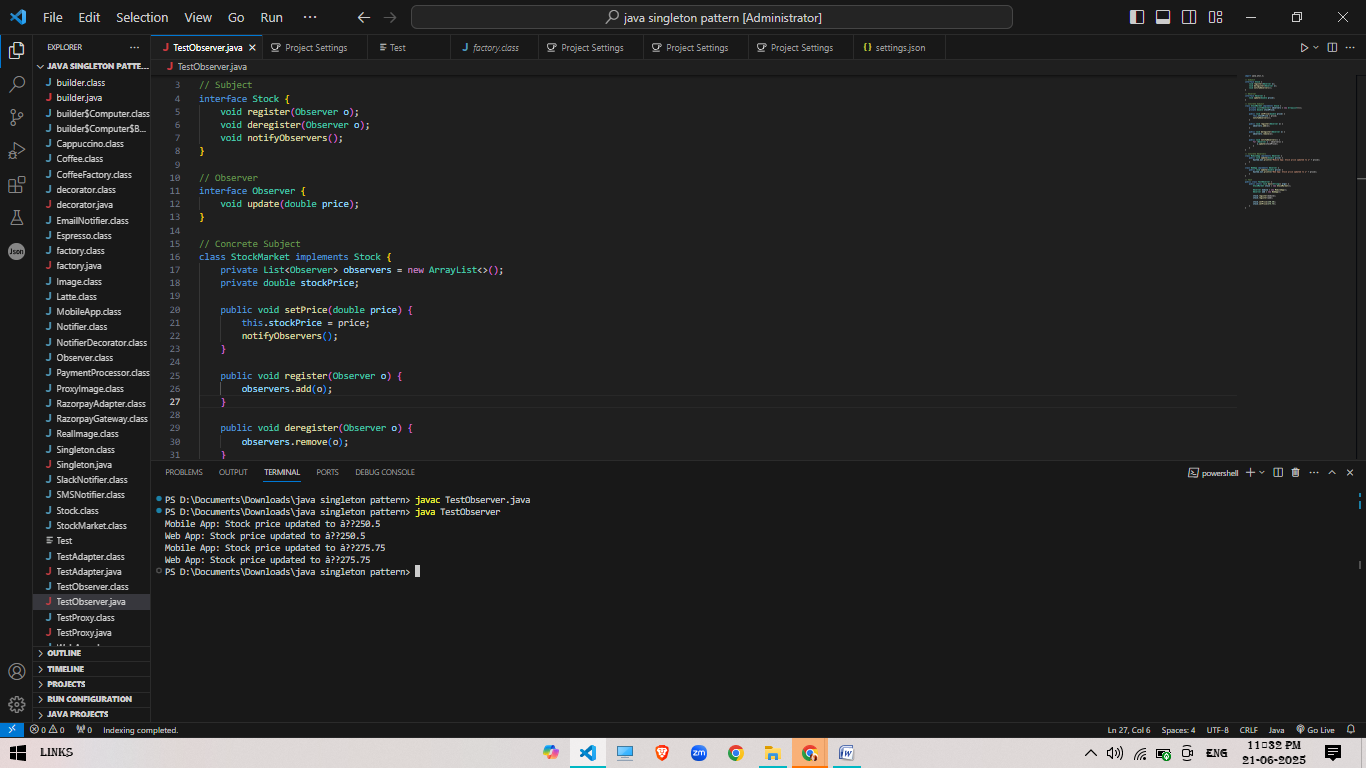 File Edit Selection View Go Run ···
java singleton pattern [Administrator]
EXPLORER ···
JAVA SINGLETON PATTE...
builder.class
builder.java
builder$Computer.class
builder$Computer$B...
Cappuccino.class
Coffee.class
CoffeeFactory.class
decorator.class
decorator.java
EmailNotifier.class
Espresso.class
factory.class
factory.java
Image.class
Latte.class
MobileApp.class
Notifier.class
NotifierDecorator.class
Observer.class
PaymentProcessor.class
ProxyImage.class
RazorpayAdapter.class
RazorpayGateway.class
RealImage.class
Singleton.class
Singleton.java
SlackNotifier.class
SMSNotifier.class
Stock.class
StockMarket.class
Test
TestAdapter.class
TestAdapter.java
TestObserver.class
TestObserver.java
TestProxy.class
TestProxy.java
OUTLINE
TIMELINE
PROJECTS
RUN CONFIGURATION
JAVA PROJECTS
TestObserver.java Project Settings Test factory.class Project Settings Project Settings Project Settings {} settings.json
TestObserver.java
3 // Subject
4 interface Stock {
5 void register(Observer o);
6 void deregister(Observer o);
7 void notifyObservers();
8 }
9
10 // Observer
11 interface Observer {
12 void update(double price);
13 }
14
15 // Concrete Subject
16 class StockMarket implements Stock {
17 private List<Observer> observers = new ArrayList<>();
18 private double stockPrice;
19
20 public void setPrice(double price) {
21 this.stockPrice = price;
22 notifyObservers();
23 }
24
25 public void register(Observer o) {
26 observers.add(o);
27 }
28
29 public void deregister(Observer o) {
30 observers.remove(o);
31 }
PROBLEMS OUTPUT TERMINAL PORTS DEBUG CONSOLE
powershell
PS D:\Documents\Downloads\java singleton pattern> javac TestObserver.java
PS D:\Documents\Downloads\java singleton pattern> java TestObserver
Mobile App: Stock price updated to â??250.5
Web App: Stock price updated to â??250.5
Mobile App: Stock price updated to â??275.75
Web App: Stock price updated to â??275.75
PS D:\Documents\Downloads\java singleton pattern>
0 0 0 Indexing completed.
Ln 27, Col 6 Spaces: 4 UTF-8 CRLF Java Go Live
LINKS
zm
ENG
11:32 PM
21-06-2025